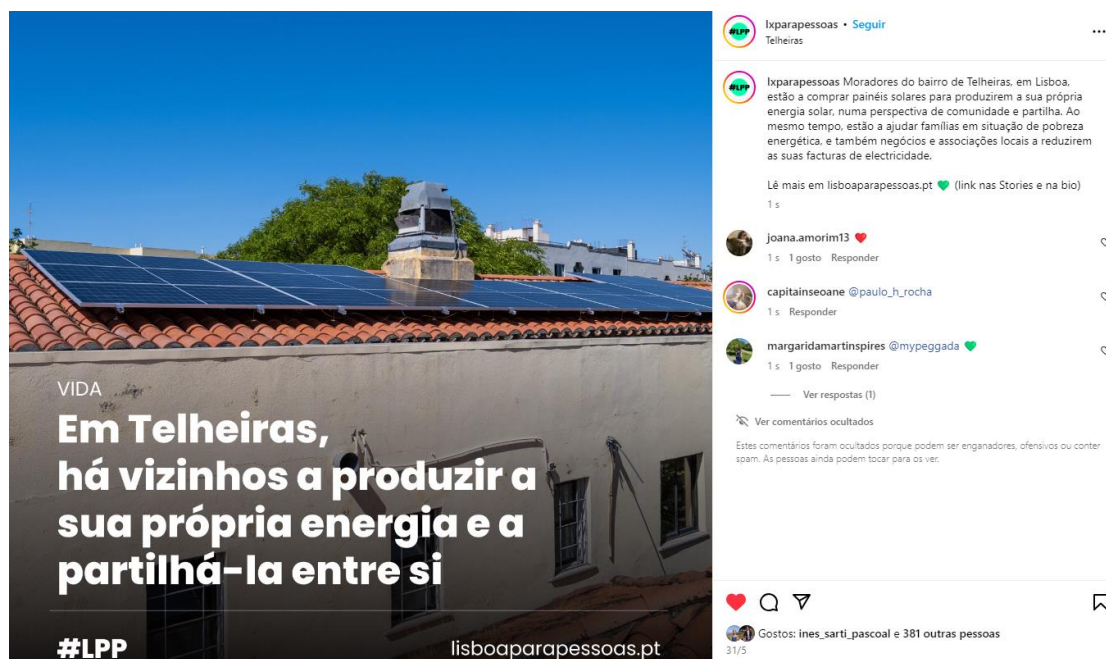 VIDA
Em Telheiras,
há vizinhos a produzir a
sua própria energia e a
partilhá-la entre si
#LPP
lisboaparapessoas.pt
#LPP
lxparapessoas • Seguir
Telheiras
#LPP
lxparapessoas Moradores do bairro de Telheiras, em Lisboa,
estão a comprar painéis solares para produzirem a sua própria
energia solar, numa perspectiva de comunidade e partilha. Ao
mesmo tempo, estão a ajudar famílias em situação de pobreza
energética, e também negócios e associações locais a reduzirem
as suas facturas de electricidade.
Lê mais em lisboaparapessoas.pt 💚 (link nas Stories e na bio)
1 s
joana.amorim13 ❤️
1 s 1 gosto Responder
capitainseoane @paulo_h_rocha
1 s Responder
margaridamartinspires @mypeggada 💚
1 s 1 gosto Responder
Ver respostas (1)
Ver comentários ocultados
Estes comentários foram ocultados porque podem ser enganadores, ofensivos ou conter
spam. As pessoas ainda podem tocar para os ver.
Gostos: ines_sarti_pascoal e 381 outras pessoas
31/5